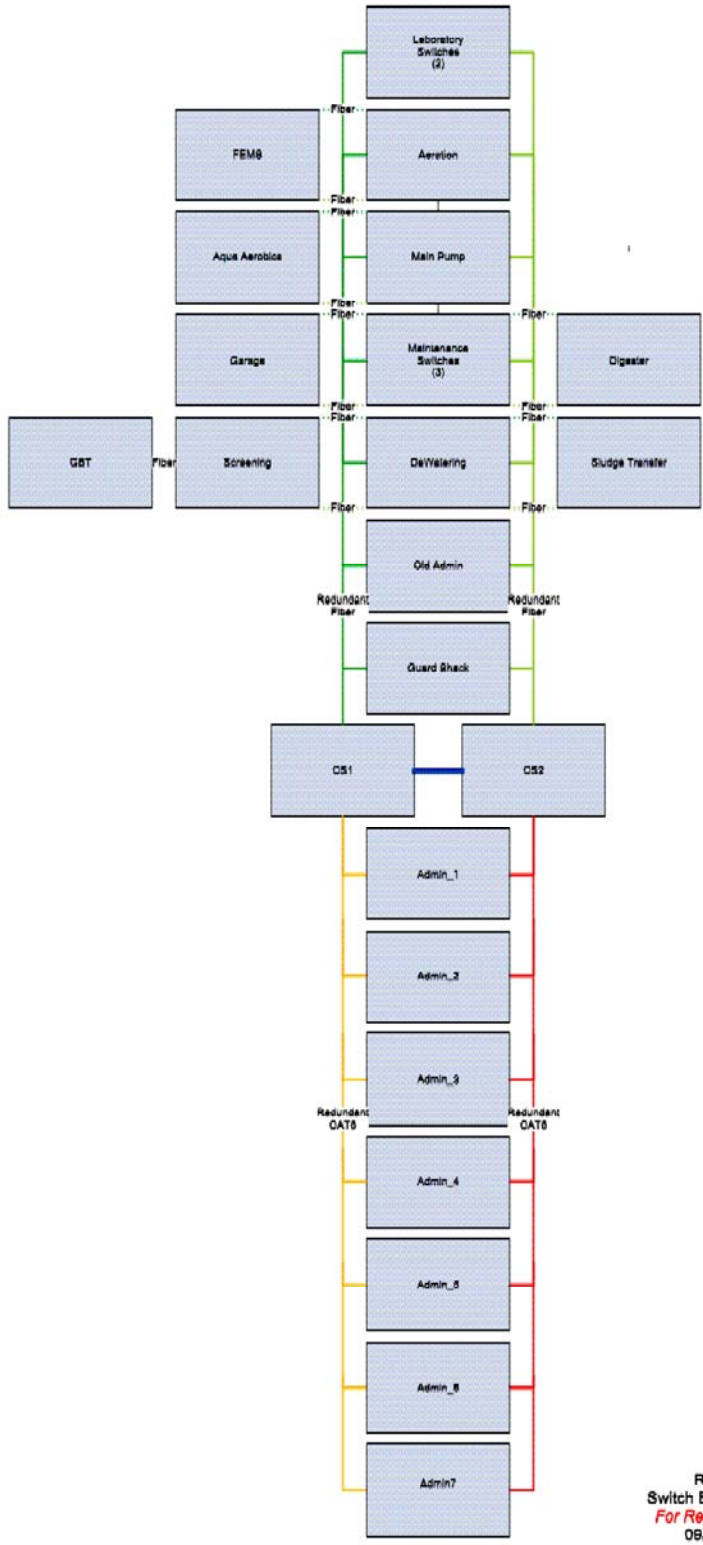 Laboratory
Switches
(2)
Fiber
FEMS
Aeration
Fiber
Fiber
Aqua Aerobics
Main Pump
Fiber
Fiber
Fiber
Garage
Maintenance
Switches
(3)
Digester
Fiber
Fiber
Fiber
Fiber
GBT
Fiber
Screening
DeWatering
Sludge Transfer
Fiber
Fiber
Old Admin
Redundant
Fiber
Redundant
Fiber
Guard Shack
CS1
CS2
Admin_1
Admin_2
Admin_3
Redundant
CAT6
Redundant
CAT6
Admin_4
Admin_5
Admin_6
Admin7
R
Switch
For Re